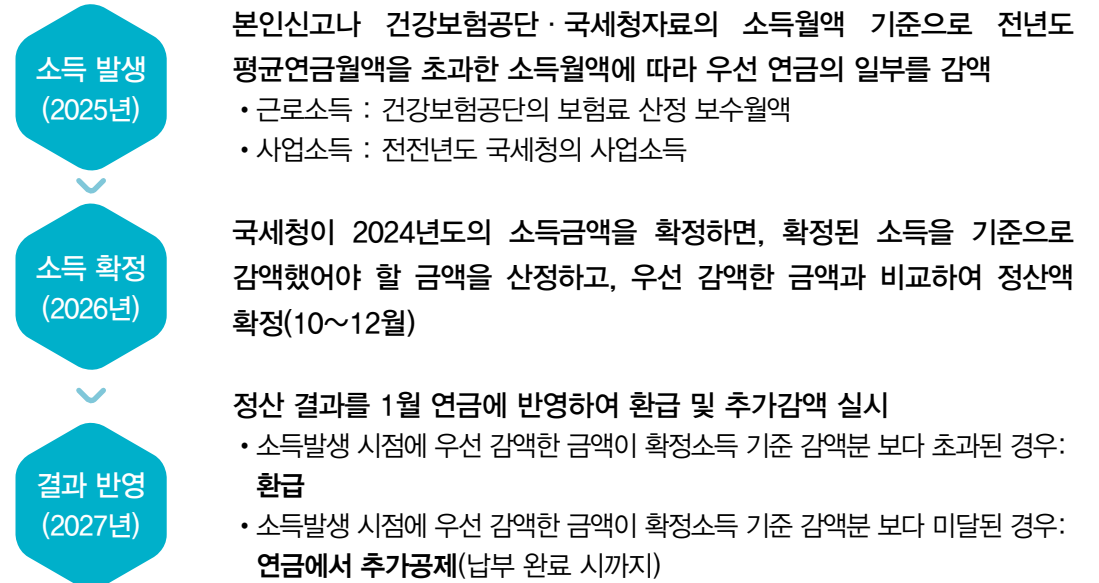 소득 발생
(2025년)
본인신고나 건강보험공단 · 국세청자료의 소득월액 기준으로 전년도
평균연금월액을 초과한 소득월액에 따라 우선 연금의 일부를 감액
• 근로소득 : 건강보험공단의 보험료 산정 보수월액
• 사업소득 : 전전년도 국세청의 사업소득
소득 확정
(2026년)
국세청이 2024년도의 소득금액을 확정하면, 확정된 소득을 기준으로
감액했어야 할 금액을 산정하고, 우선 감액한 금액과 비교하여 정산액
확정(10~12월)
결과 반영
(2027년)
정산 결과를 1월 연금에 반영하여 환급 및 추가감액 실시
• 소득발생 시점에 우선 감액한 금액이 확정소득 기준 감액분 보다 초과된 경우:
환급
• 소득발생 시점에 우선 감액한 금액이 확정소득 기준 감액분 보다 미달된 경우:
연금에서 추가공제(납부 완료 시까지)